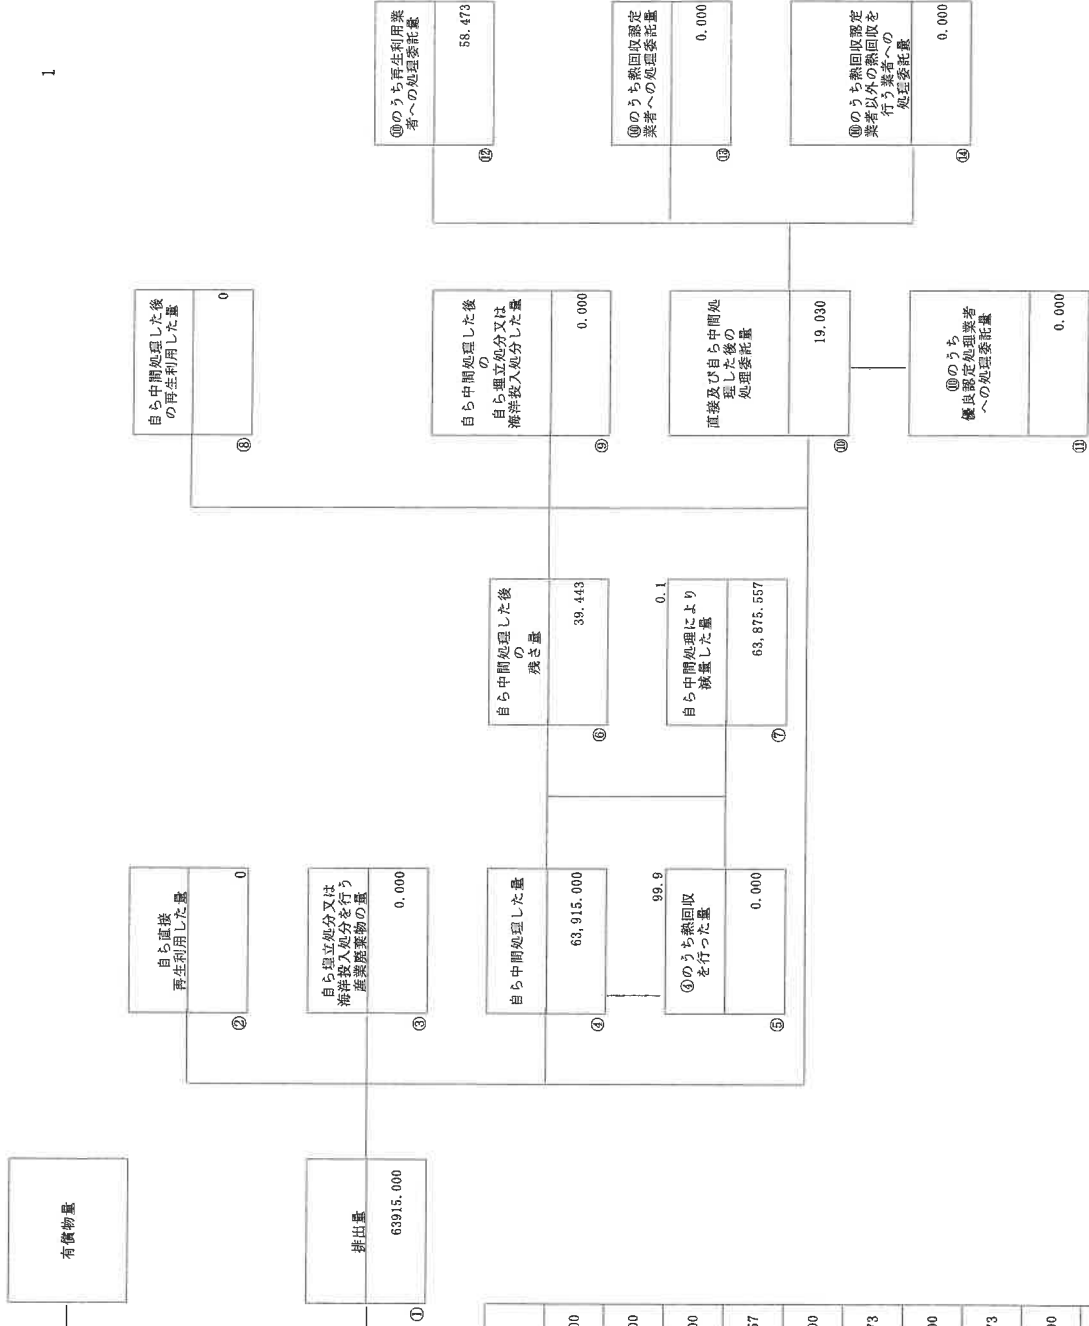 1
有償物量
排出量
63915.000
①
自ら直接
再生利用した量
0
②
自ら埋立処分又は
海洋投入処分を行う
産業廃棄物の量
0.000
③
自ら中間処理した量
63,915.000
④
99.9
④のうち熱回収
を行った量
0.000
⑤
自ら中間処理した後
の
残さ量
39.443
⑥
0.1
自ら中間処理により
減量した量
63,875.557
⑦
自ら中間処理した後
の再生利用した量
0
⑧
自ら中間処理した後
の
自ら埋立処分又は
海洋投入処分した量
0.000
⑨
直接及び自ら中間処
理した後の
処理委託量
19.030
⑩
⑩のうち
優良認定処理業者
への処理委託量
0.000
⑪
⑩のうち再生利用業
者への処理委託量
58.473
⑫
⑩のうち熱回収認定
業者への処理委託量
0.000
⑬
⑩のうち熱回収認定
業者以外の熱回収を
行う業者への
処理委託量
0.000
⑭
00
00
00
57
00
73
00
73
00